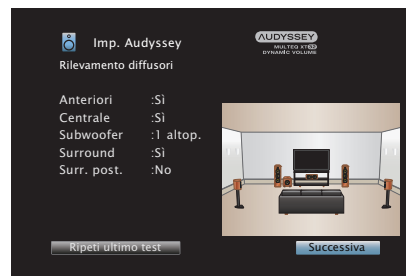 Imp. Audyssey
AUDYSSEY
MULTEQ XT32
DYNAMIC VOLUME
Rilevamento diffusori
Anteriori :Sì
Centrale :Sì
Subwoofer :1 altop.
Surround :Sì
Surr. post. :No
Ripeti ultimo test
Successiva